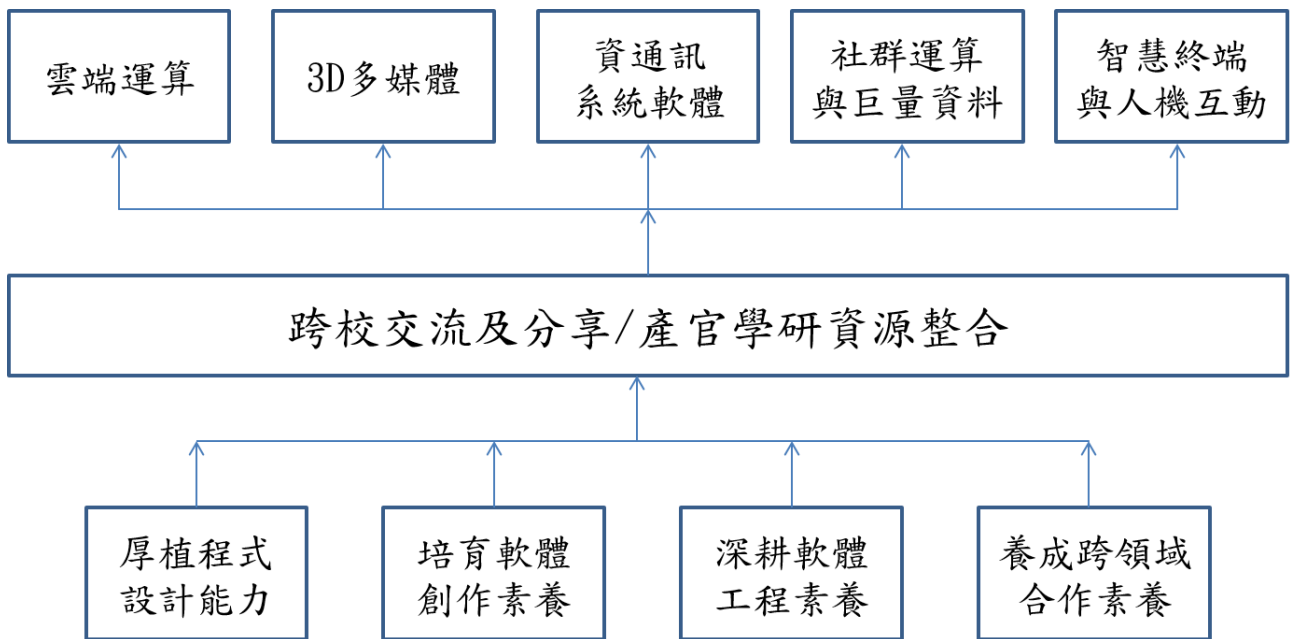 雲端運算
3D多媒體
資通訊
系統軟體
社群運算
與巨量資料
智慧終端
與人機互動
跨校交流及分享/產官學研資源整合
厚植程式
設計能力
培育軟體
創作素養
深耕軟體
工程素養
養成跨領域
合作素養